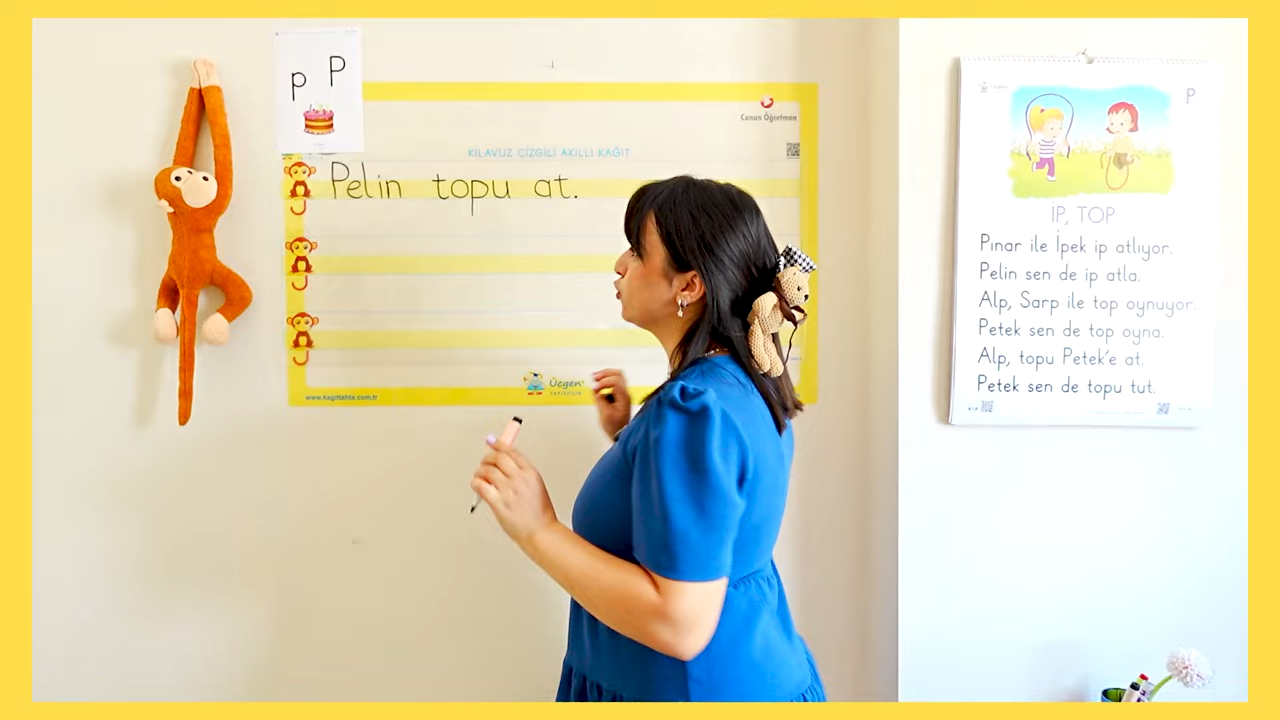 p P
Canan Öğretmen
KILAVUZ ÇİZGİLİ AKILLI KAĞIT
Pelin topu at.
Üçgen
YAYINCILIK
www.kagittahta.com.tr
p
İP, TOP
Pınar ile İpek ip atlıyor.
Pelin sen de ip atla.
Alp, Sarp ile top oynuyor.
Petek sen de top oyna.
Alp, topu Petek'e at.
Petek sen de topu tut.